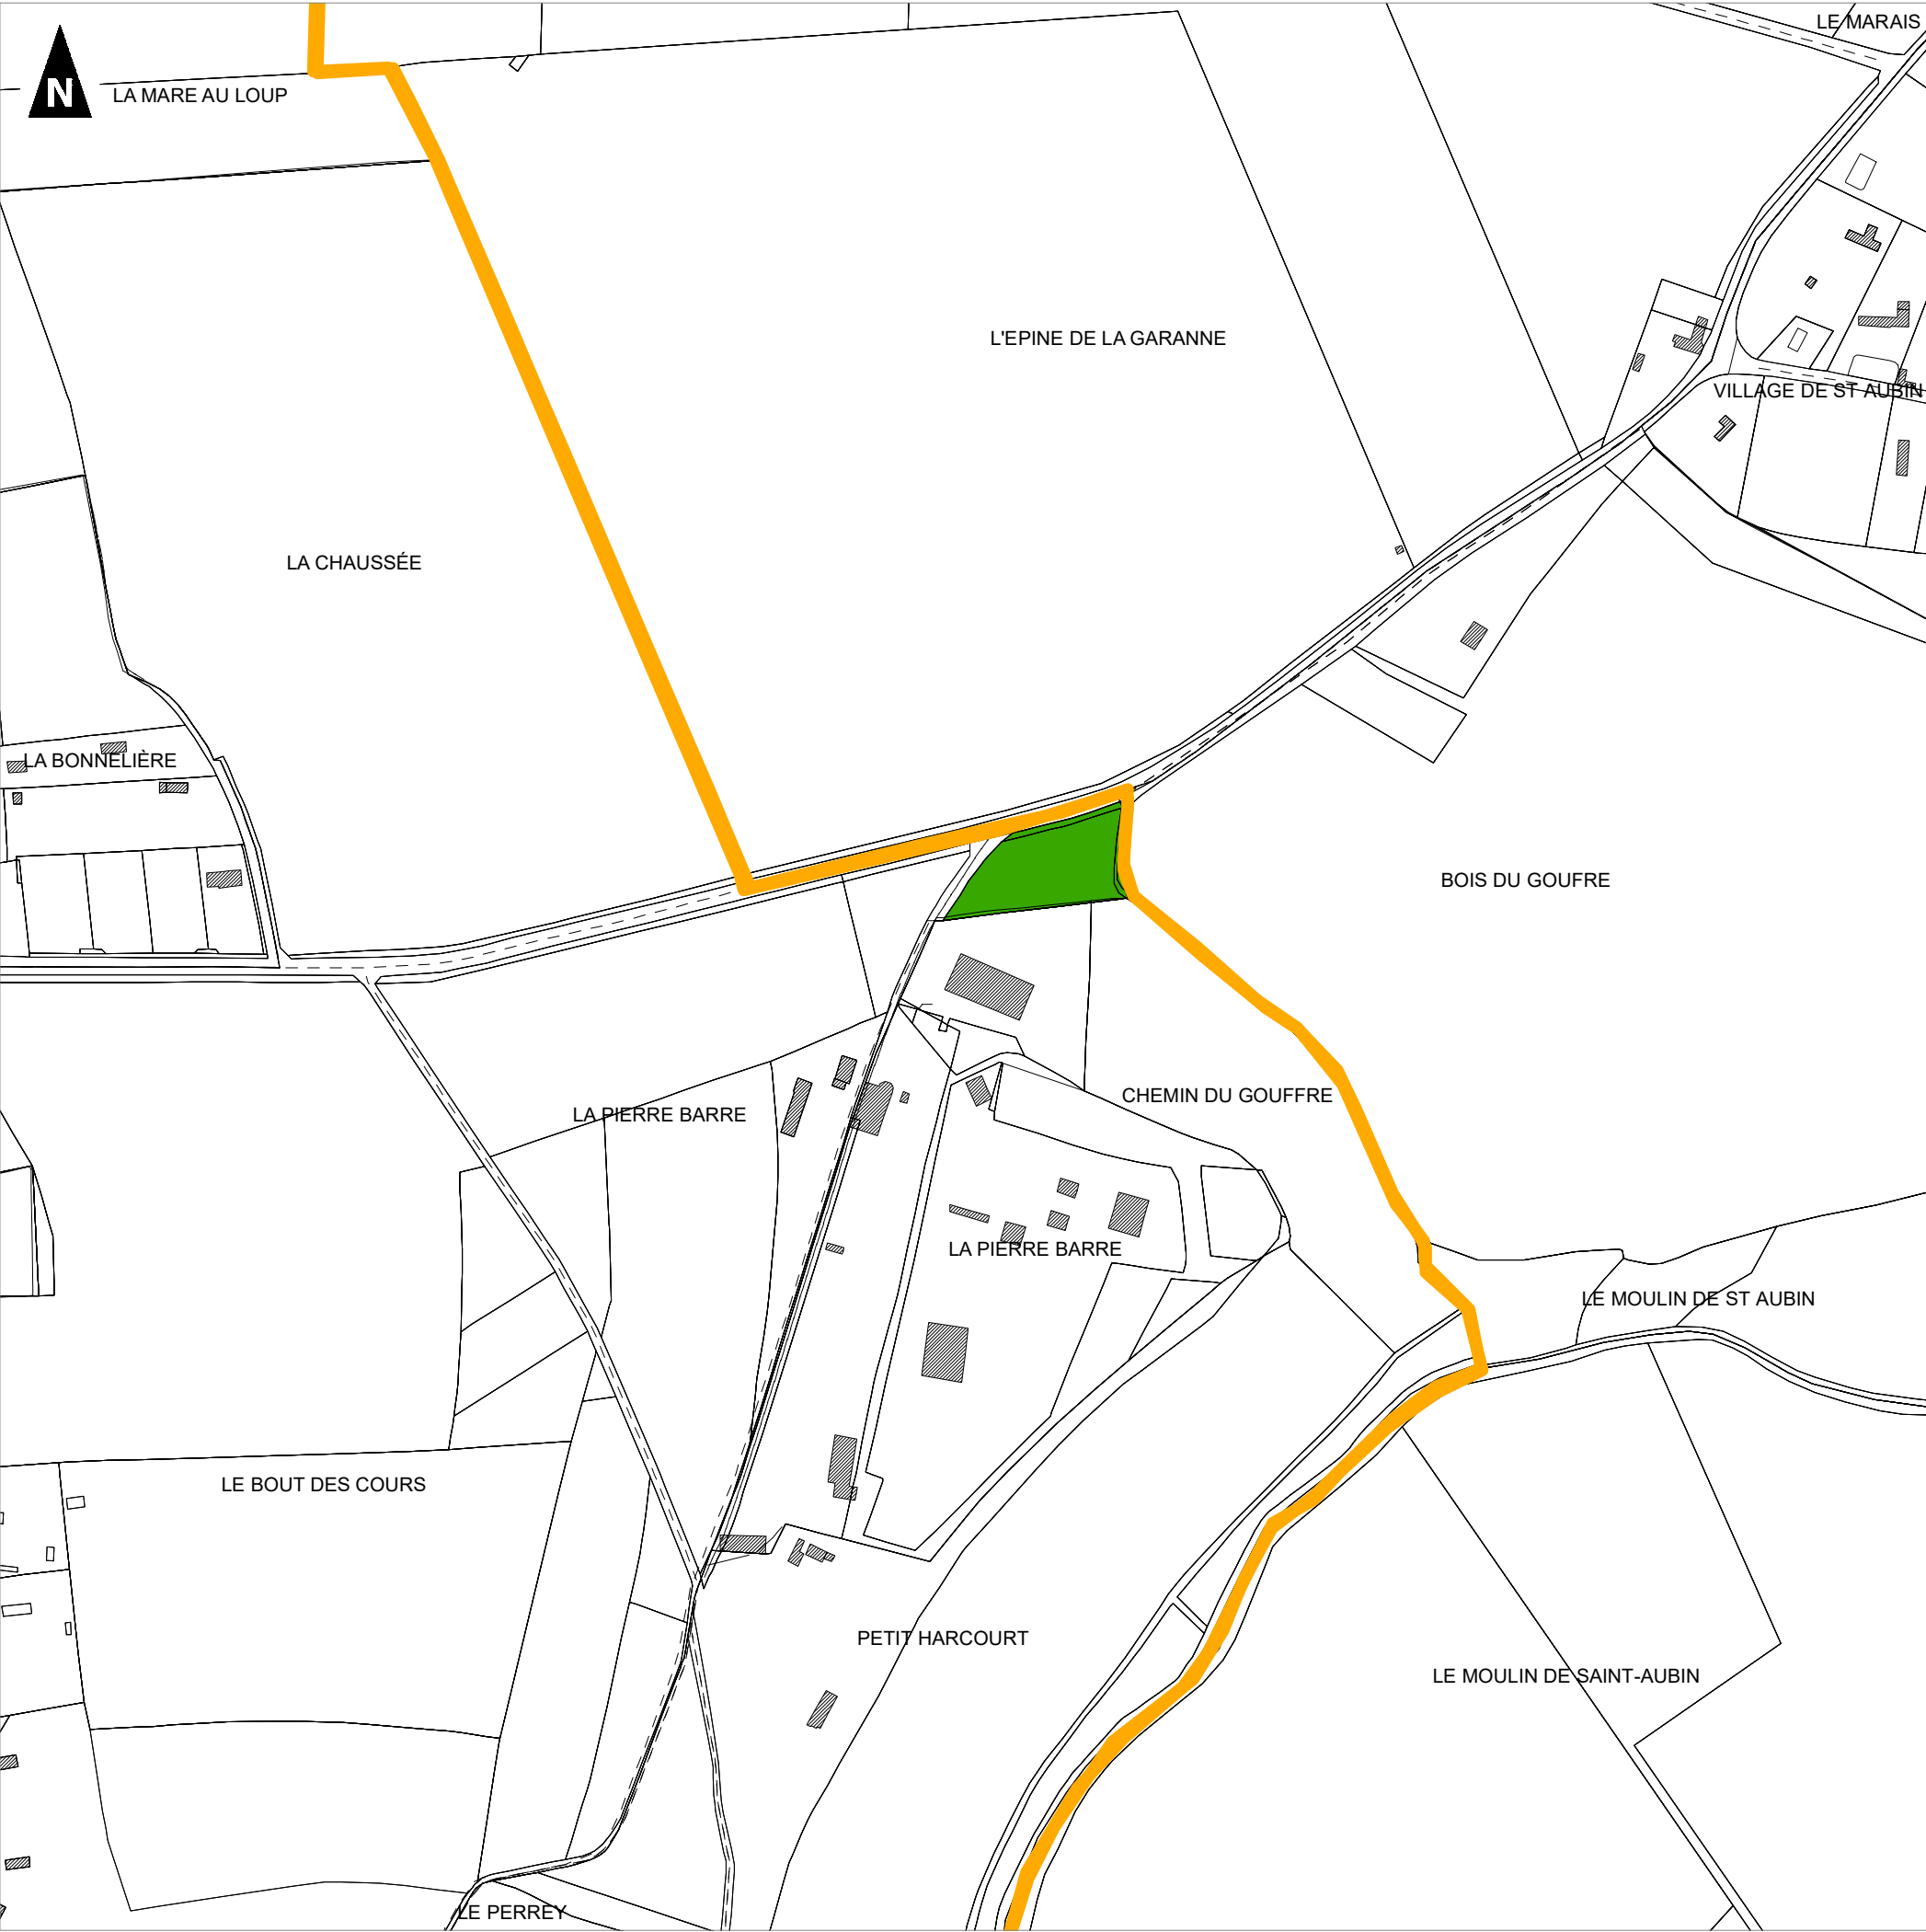 LE MARAIS
N
LA MARE AU LOUP
L'EPINE DE LA GARANNE
VILLAGE DE ST AUBIN
LA CHAUSSÉE
LA BONNELIÈRE
BOIS DU GOUFRE
CHEMIN DU GOUFFRE
LA PIERRE BARRE
LA PIERRE BARRE
LE MOULIN DE ST AUBIN
LE BOUT DES COURS
PETIT HARCOURT
LE MOULIN DE SAINT-AUBIN
LE PERREY